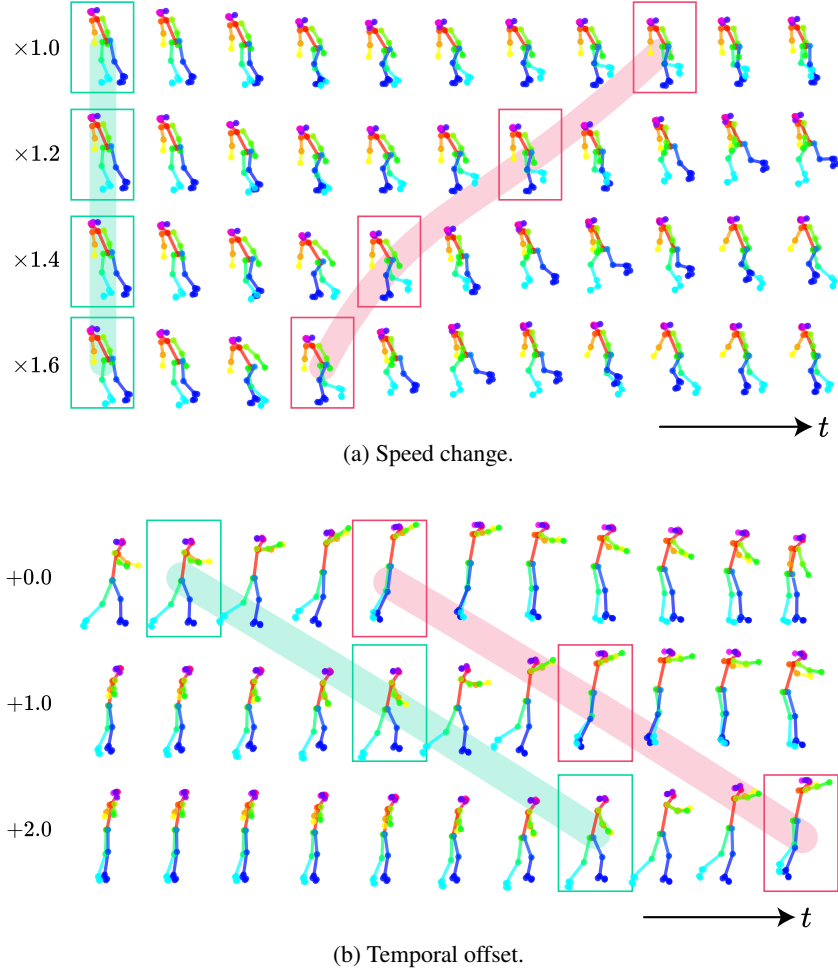 ×1.0
×1.2
×1.4
×1.6
t
(a) Speed change.
+0.0
+1.0
+2.0
t
(b) Temporal offset.